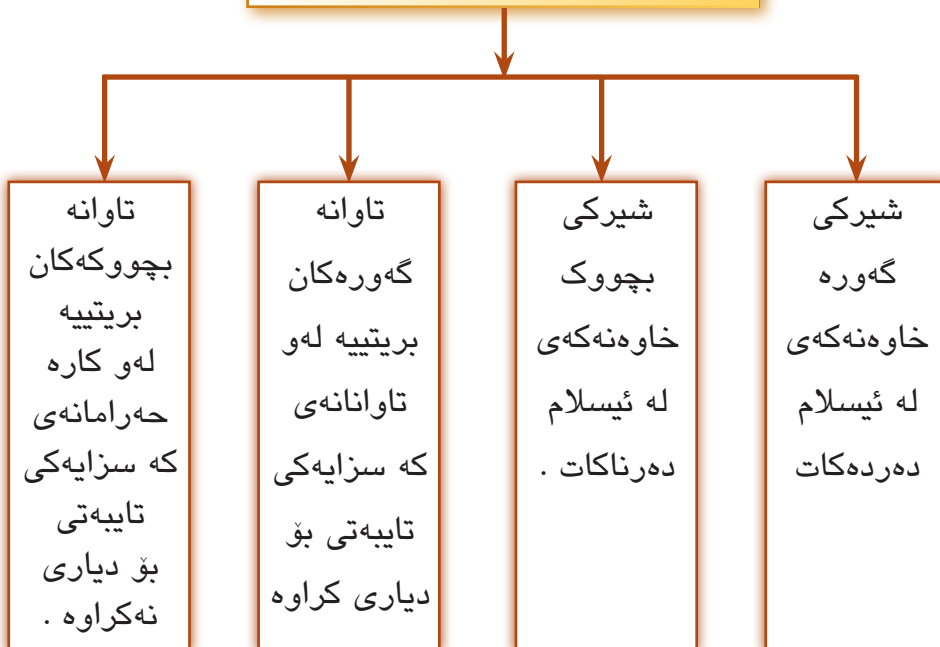 شیرکی
گەورە
خاوەنەکەی
لە ئیسلام
دەردەکات
شیرکی
بچووک
خاوەنەکەی
لە ئیسلام
دەرناکات .
تاوانە
گەورەکان
بریتییە لەو
تاوانانەی
کە سزایەکی
تایبەتی بۆ
دیاری کراوە
تاوانە
بچووکەکان
بریتییە
لەو کارە
حەرامانەی
کە سزایەکی
تایبەتی
بۆ دیاری
نەکراوە .